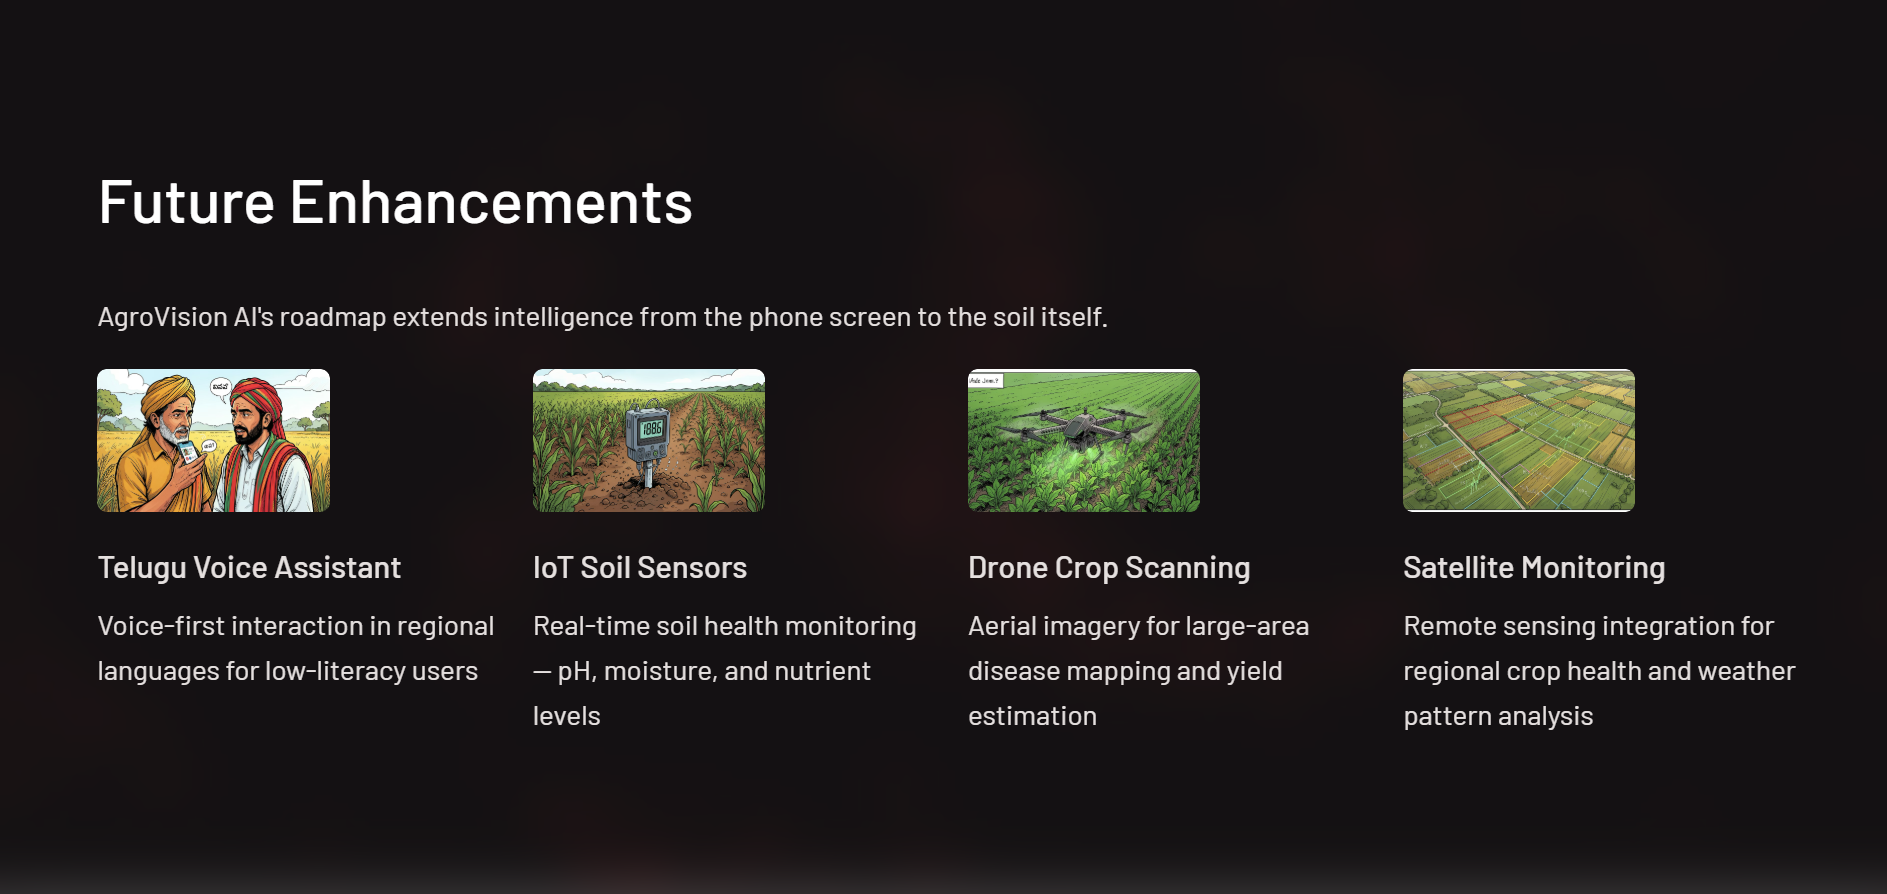 Future Enhancements
AgroVision AI's roadmap extends intelligence from the phone screen to the soil itself.
Telugu Voice Assistant
Voice-first interaction in regional
languages for low-literacy users
IoT Soil Sensors
Real-time soil health monitoring
— pH, moisture, and nutrient
levels
Drone Crop Scanning
Aerial imagery for large-area
disease mapping and yield
estimation
Satellite Monitoring
Remote sensing integration for
regional crop health and weather
pattern analysis